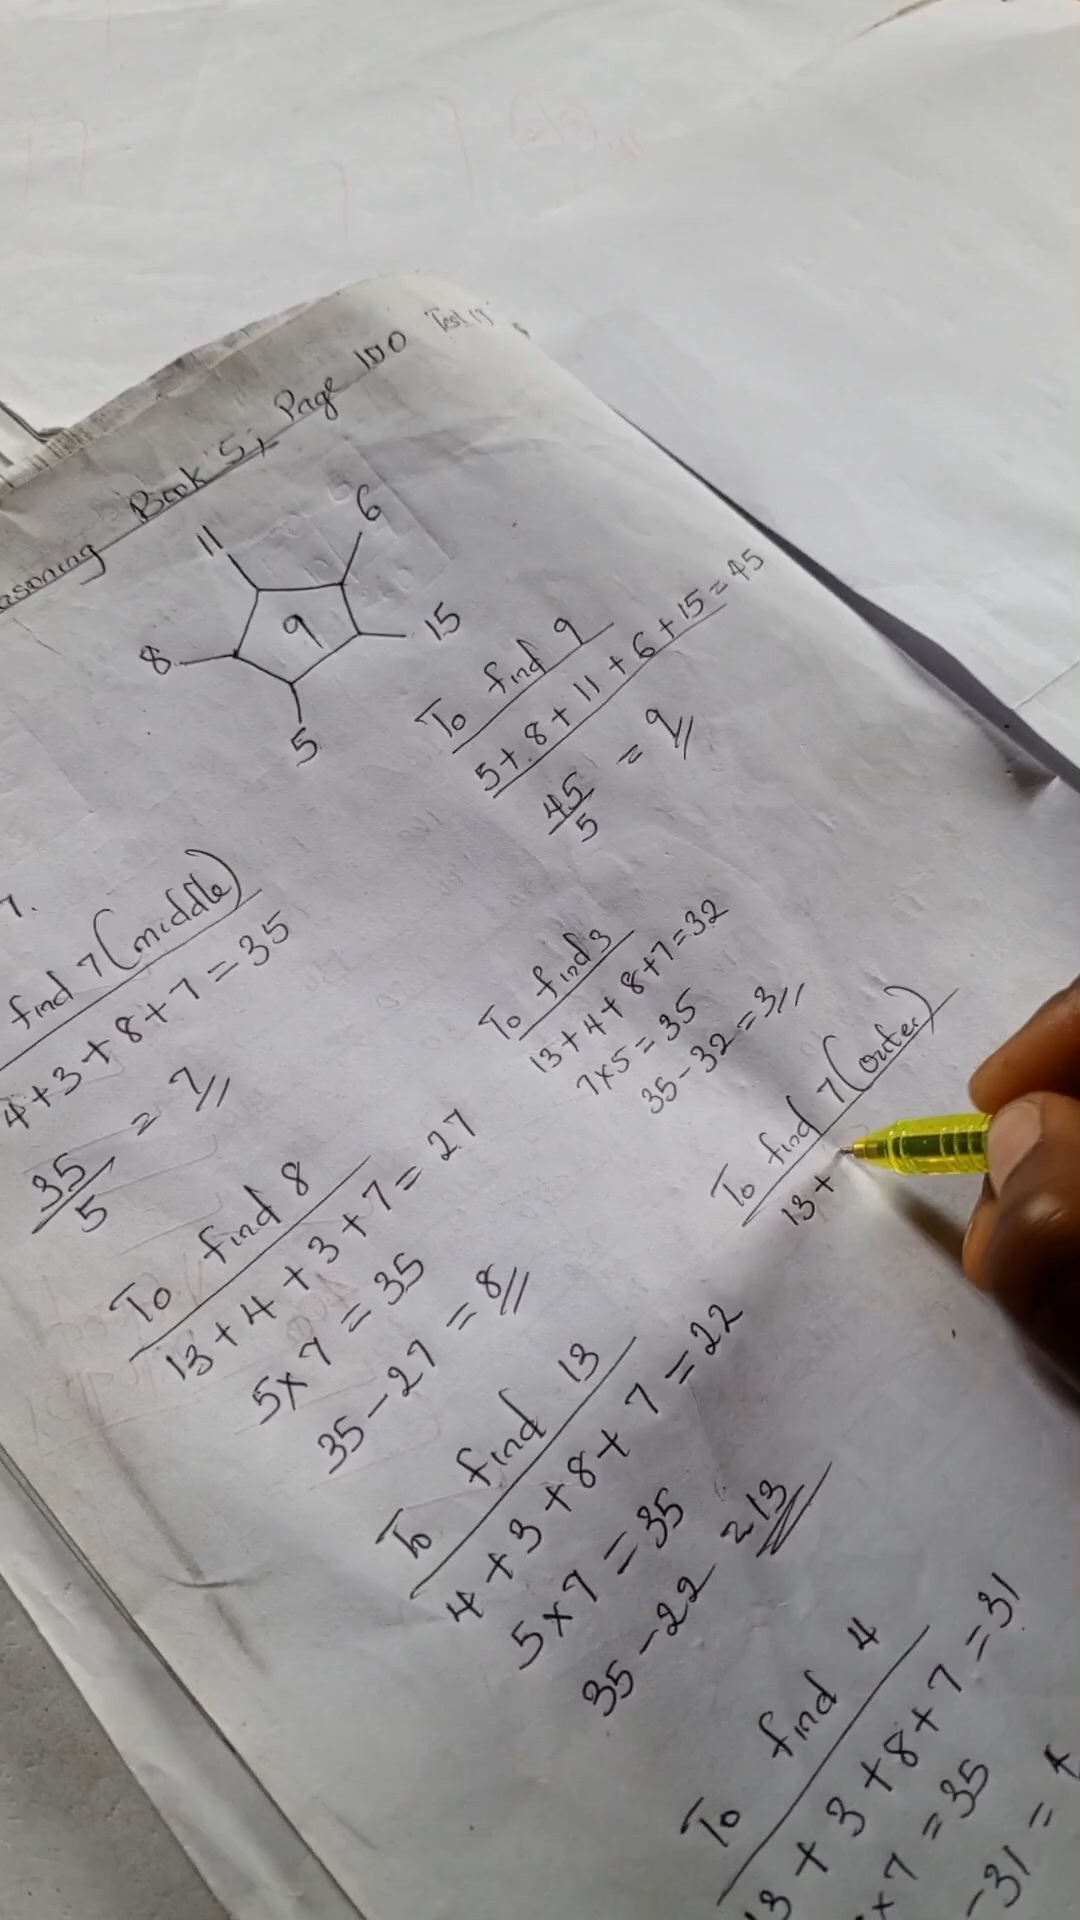 Book 5; Page 100 Test 19
11
6
8
9
15
5
To find 9
5+8+11+6+15=45
45/5 = 9
7.
find 7 (middle)
4+3+8+7=35
35/5 = 7
To find 8
13+4+3+7=27
5×7=35
35-27=8
To find 13
4+3+8+7=22
5×7=35
35-22=13
To find 3
13+4+8+7=32
7×5=35
35-32=3
To find 7 (outer)
13+
To find 4
13+3+8+7=31
×7=35
-31=